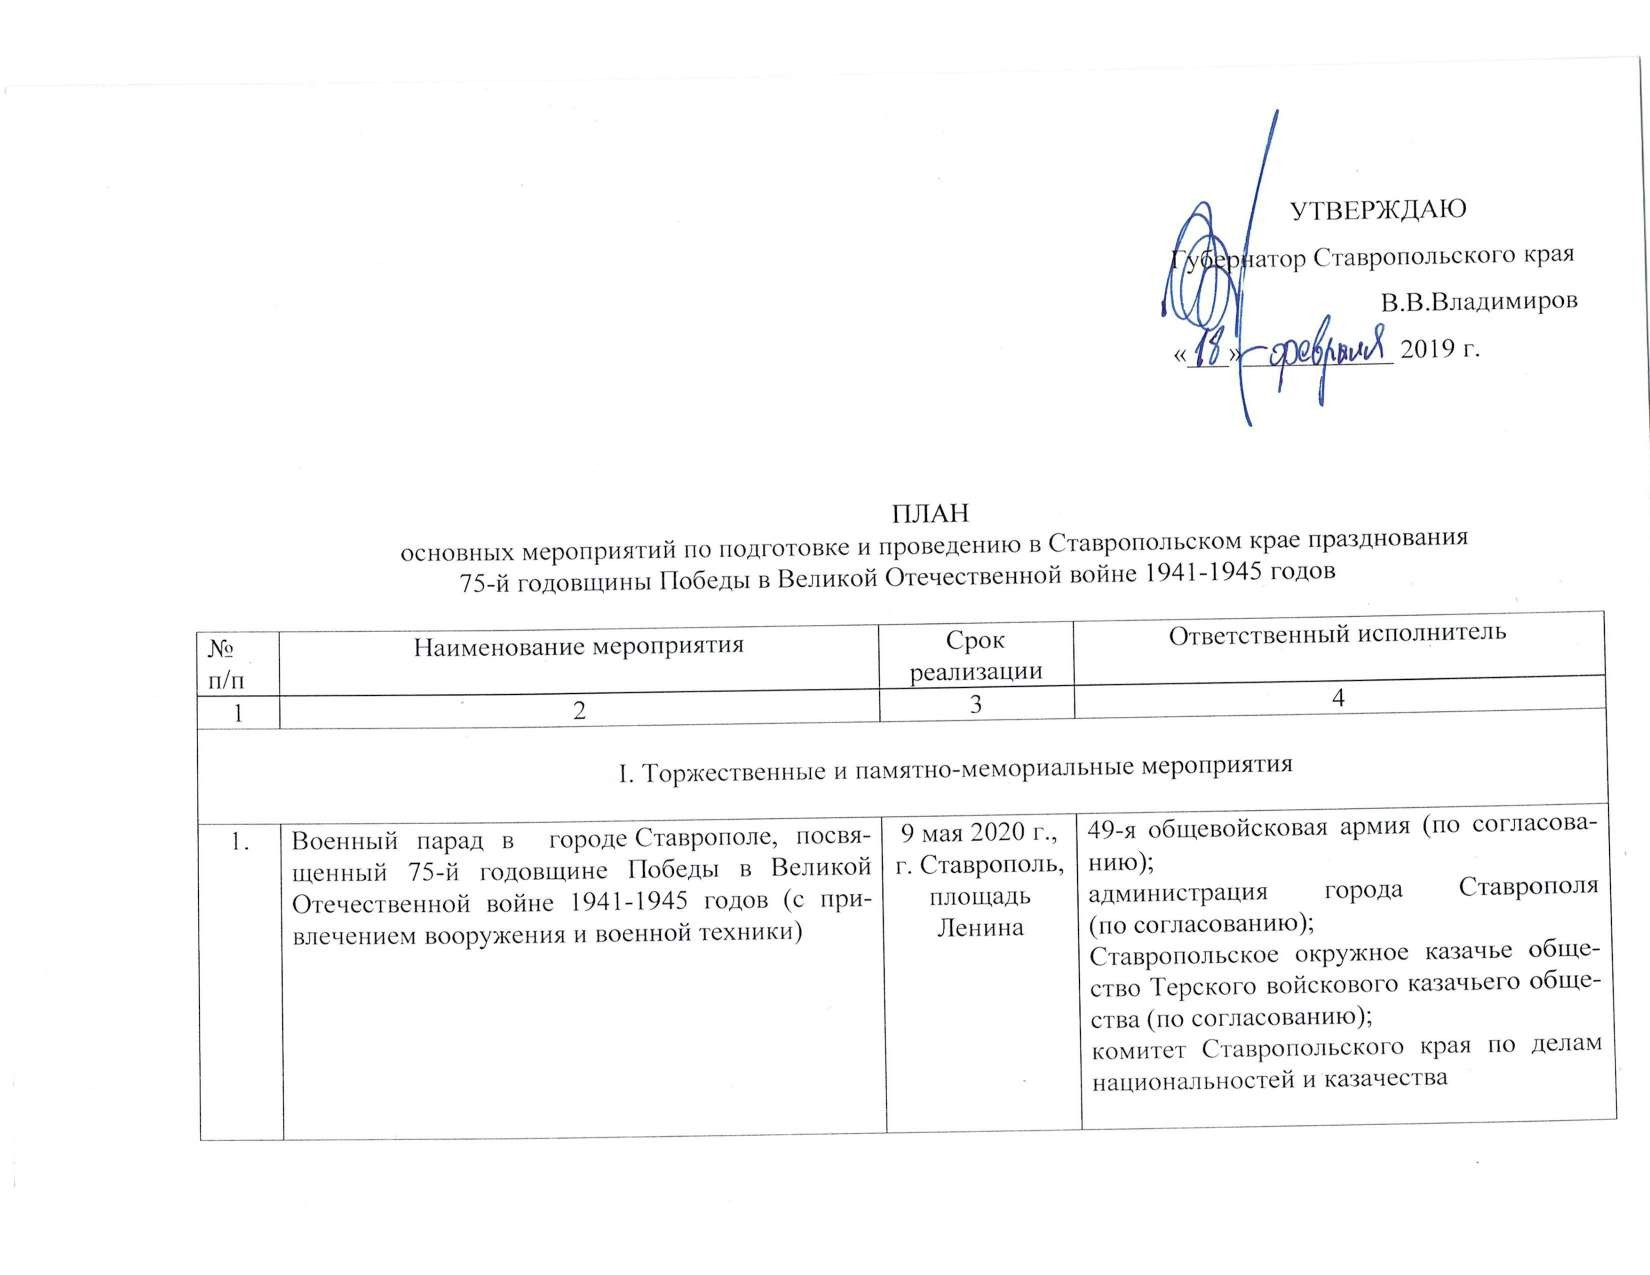 УТВЕРЖДАЮ
Губернатор Ставропольского края
В.В.Владимиров
«18» февраля 2019 г.
ПЛАН
основных мероприятий по подготовке и проведению в Ставропольском крае празднования
75-й годовщины Победы в Великой Отечественной войне 1941-1945 годов
№
п/п
Наименование мероприятия
Срок
реализации
Ответственный исполнитель
1
2
3
4
I. Торжественные и памятно-мемориальные мероприятия
1.
Военный парад в городе Ставрополе, посвя-
щенный 75-й годовщине Победы в Великой
Отечественной войне 1941-1945 годов (с при-
влечением вооружения и военной техники)
9 мая 2020 г.,
г. Ставрополь,
площадь
Ленина
49-я общевойсковая армия (по согласова-
нию);
администрация города Ставрополя
(по согласованию);
Ставропольское окружное казачье обще-
ство Терского войскового казачьего обще-
ства (по согласованию);
комитет Ставропольского края по делам
национальностей и казачества